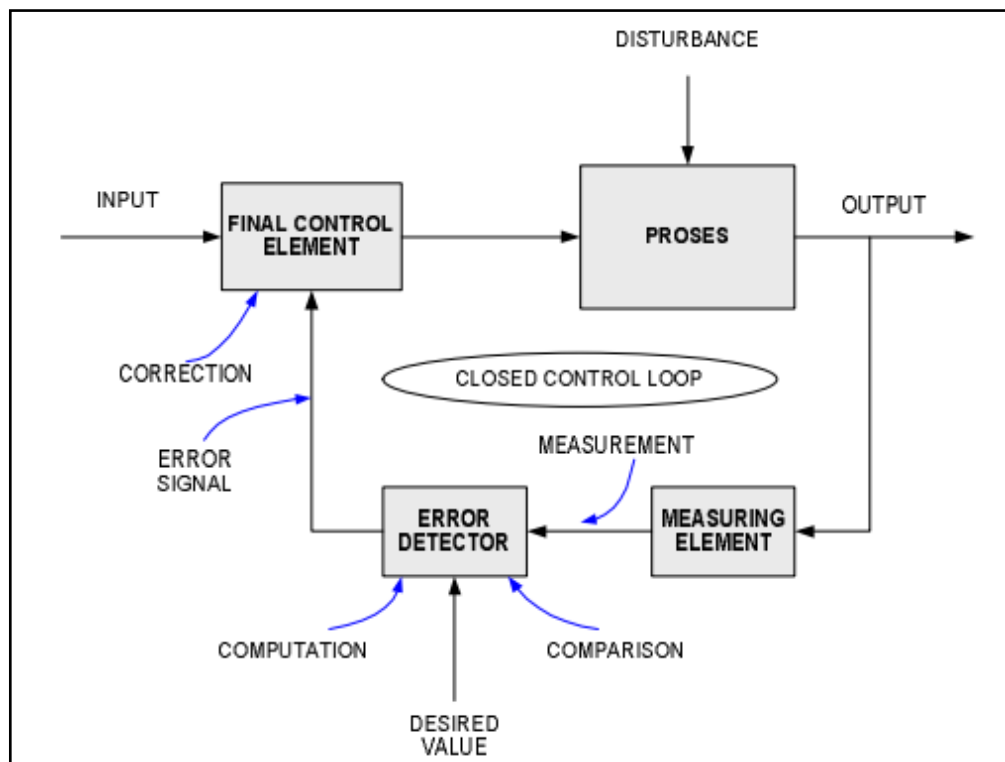 DISTURBANCE
INPUT
FINAL CONTROL
ELEMENT
PROSES
OUTPUT
CORRECTION
CLOSED CONTROL LOOP
ERROR
SIGNAL
MEASUREMENT
ERROR
DETECTOR
MEASURING
ELEMENT
COMPUTATION
COMPARISON
DESIRED
VALUE